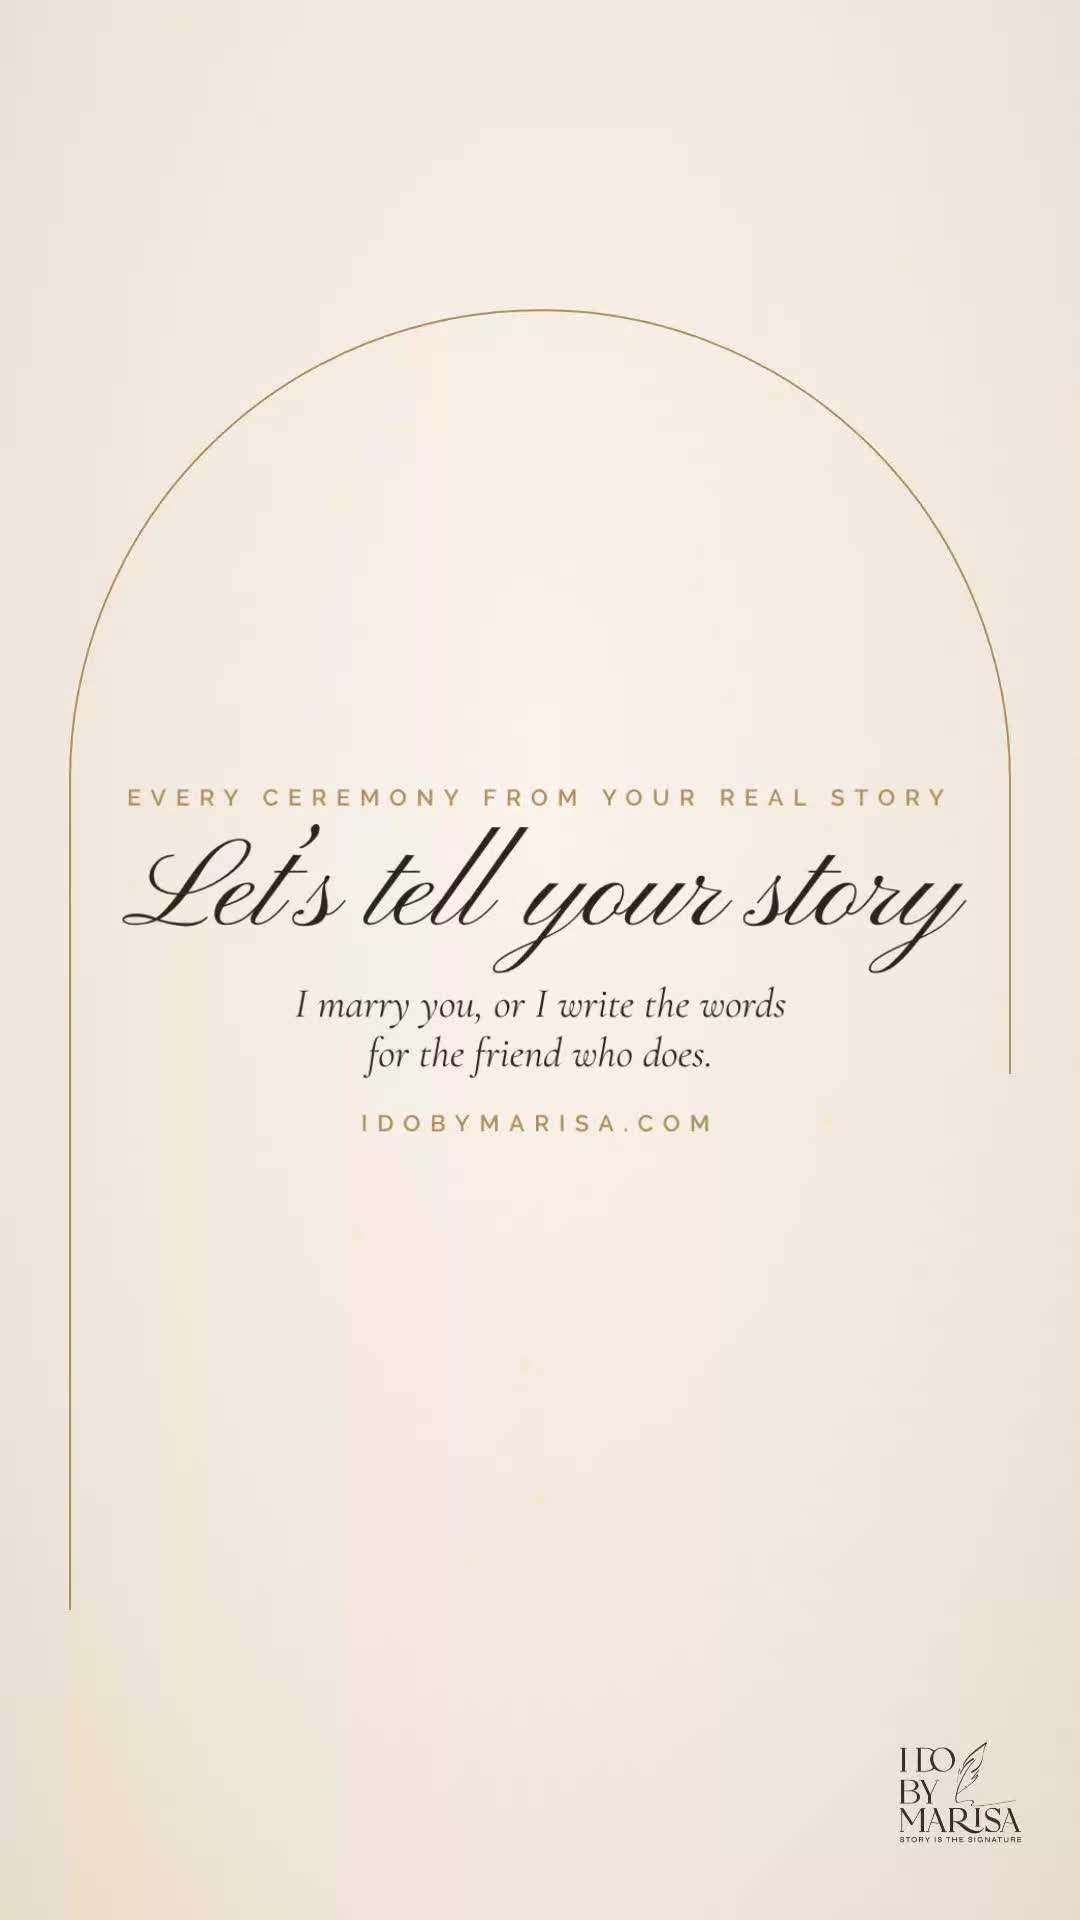 EVERY CEREMONY FROM YOUR REAL STORY
Let's tell your story
I marry you, or I write the words
for the friend who does.
IDOBYMARISA.COM
I DO
BY
MARISA
STORY IS THE SIGNATURE